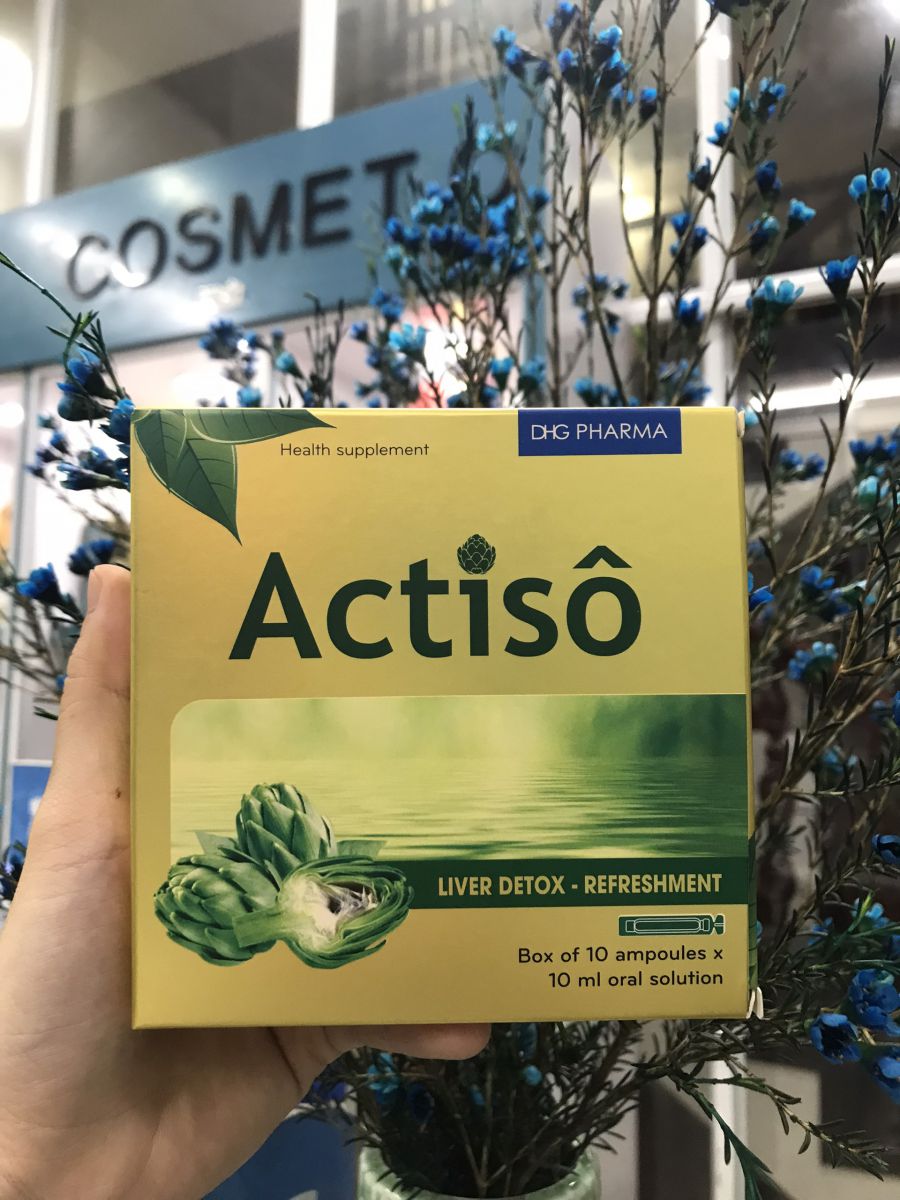 COSMET O
Health supplement
DHG PHARMA
Actisô
LIVER DETOX - REFRESHMENT
Box of 10 ampoules x
10 ml oral solution